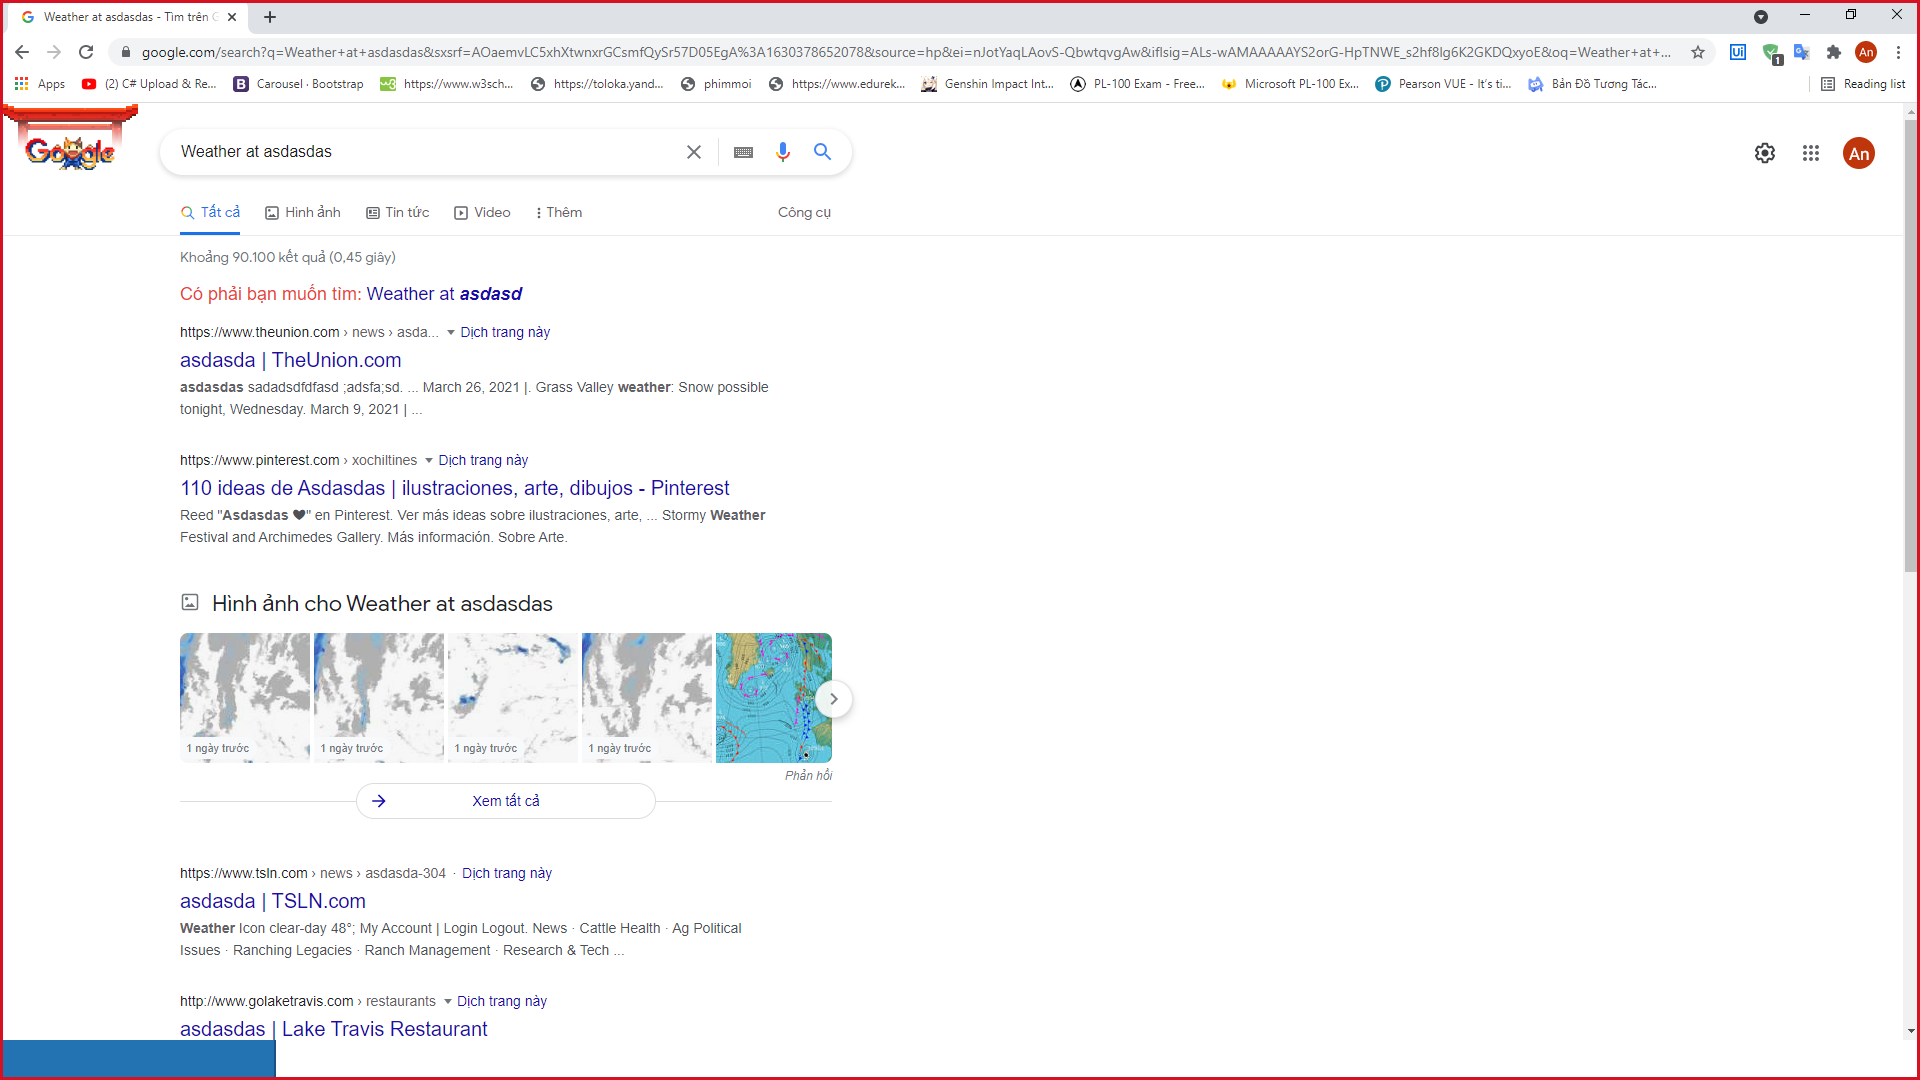 Weather at asdasdas - Tìm trên G
google.com/search?q=Weather+at+asdasdas&sxsrf=AOaemvLC5xhXtwnxrGCsmfQySr57D05EgA%3A1630378652078&source=hp&ei=nJotYaqLAovS-QbwtqvgAw&iflsig=ALs-wAMAAAAAYS2orG-HpTNWE_s2hf8lg6K2GKDQxyoE&oq=Weather+at+...
1
An
Apps
(2) C# Upload & Re...
Carousel · Bootstrap
https://www.w3sch...
https://toloka.yand...
phimmoi
https://www.edurek...
Genshin Impact Int...
PL-100 Exam - Free...
Microsoft PL-100 Ex...
Pearson VUE - It's ti...
Bản Đồ Tương Tác...
Reading list
Google
Weather at asdasdas
An
Tất cả
Hình ảnh
Tin tức
Video
Thêm
Công cụ
Khoảng 90.100 kết quả (0,45 giây)
Có phải bạn muốn tìm: Weather at asdasd
https://www.theunion.com › news › asda... Dịch trang này
asdasda | TheUnion.com
asdasdas sadadsdfdfasd ;adsfa;sd. ... March 26, 2021 |. Grass Valley weather: Snow possible
tonight, Wednesday. March 9, 2021 | ...
https://www.pinterest.com › xochiltines Dịch trang này
110 ideas de Asdasdas | ilustraciones, arte, dibujos - Pinterest
Reed "Asdasdas ❤" en Pinterest. Ver más ideas sobre ilustraciones, arte, ... Stormy Weather
Festival and Archimedes Gallery. Más información. Sobre Arte.
Hình ảnh cho Weather at asdasdas
1 ngày trước
1 ngày trước
1 ngày trước
1 ngày trước
Phản hồi
Xem tất cả
https://www.tsln.com › news › asdasda-304 · Dịch trang này
asdasda | TSLN.com
Weather Icon clear-day 48°; My Account | Login Logout. News · Cattle Health · Ag Political
Issues · Ranching Legacies · Ranch Management · Research & Tech ...
http://www.golaketravis.com › restaurants Dịch trang này
asdasdas | Lake Travis Restaurant